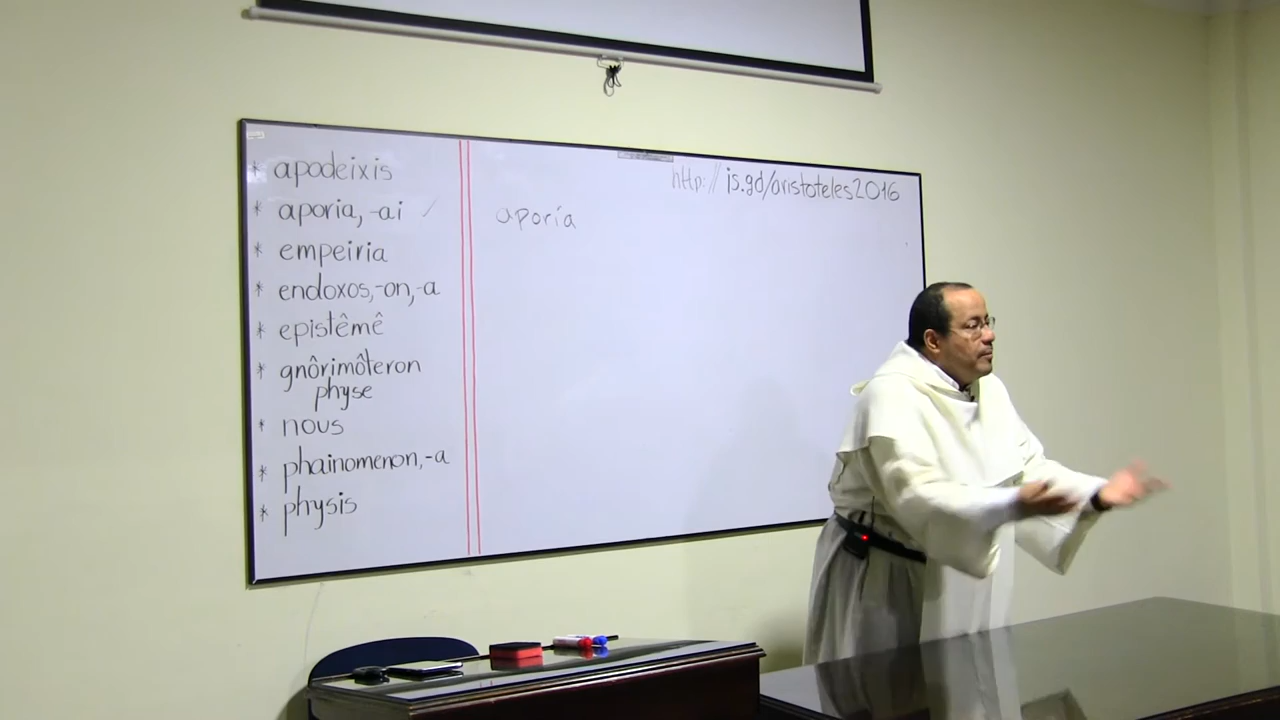 * apodeixis
* aporia, -ai /
* empeiria
* endoxos,-on,-a
* epistêmê
* gnôrimôteron
physe
* nous
* phainomenon,-a
* physis
aporía
http://is.gd/aristoteles2016